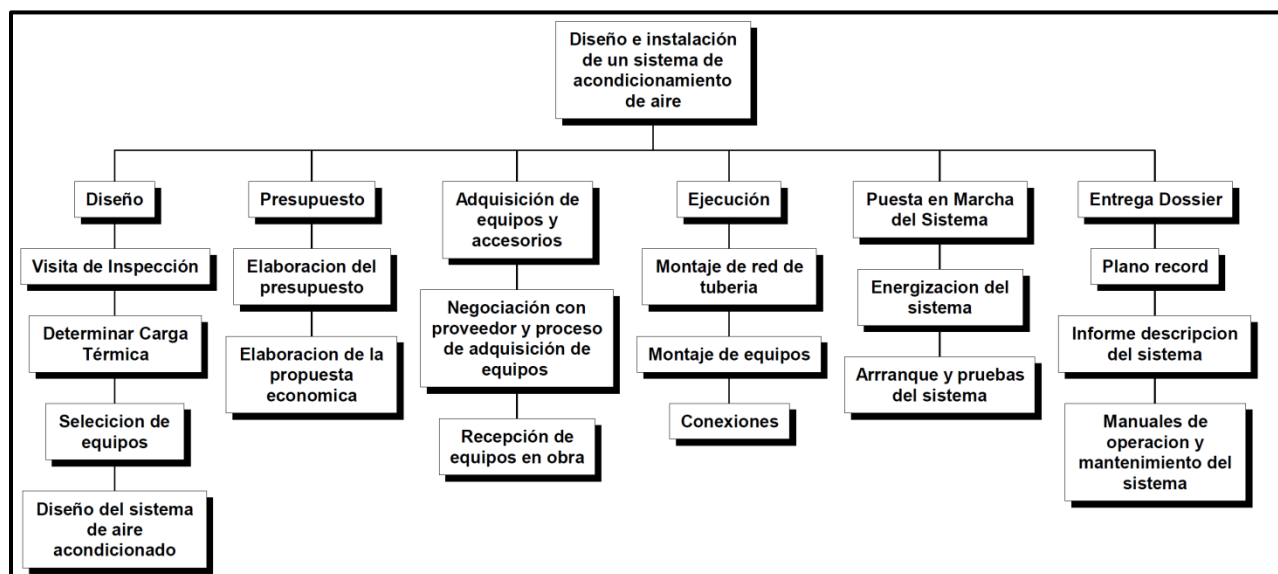 Diseño e instalación
de un sistema de
acondicionamiento
de aire
Diseño
Visita de Inspección
Determinar Carga
Térmica
Selecicion de
equipos
Diseño del sistema
de aire
acondicionado
Presupuesto
Elaboracion del
presupuesto
Elaboracion de la
propuesta
economica
Adquisición de
equipos y
accesorios
Negociación con
proveedor y proceso
de adquisición de
equipos
Recepción de
equipos en obra
Ejecución
Montaje de red de
tuberia
Montaje de equipos
Conexiones
Puesta en Marcha
del Sistema
Energizacion del
sistema
Arrranque y pruebas
del sistema
Entrega Dossier
Plano record
Informe descripcion
del sistema
Manuales de
operacion y
mantenimiento del
sistema